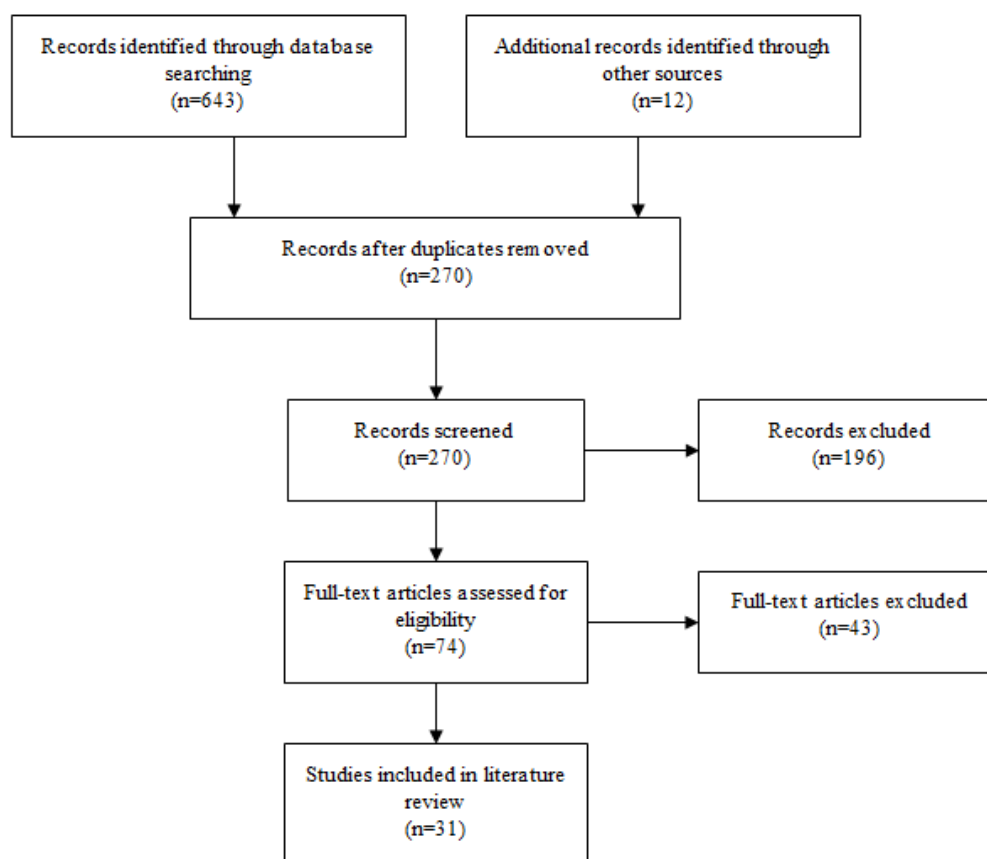 Records identified through database
searching
(n=643)
Additional records identified through
other sources
(n=12)
Records after duplicates removed
(n=270)
Records screened
(n=270)
Records excluded
(n=196)
Full-text articles assessed for
eligibility
(n=74)
Full-text articles excluded
(n=43)
Studies included in literature
review
(n=31)